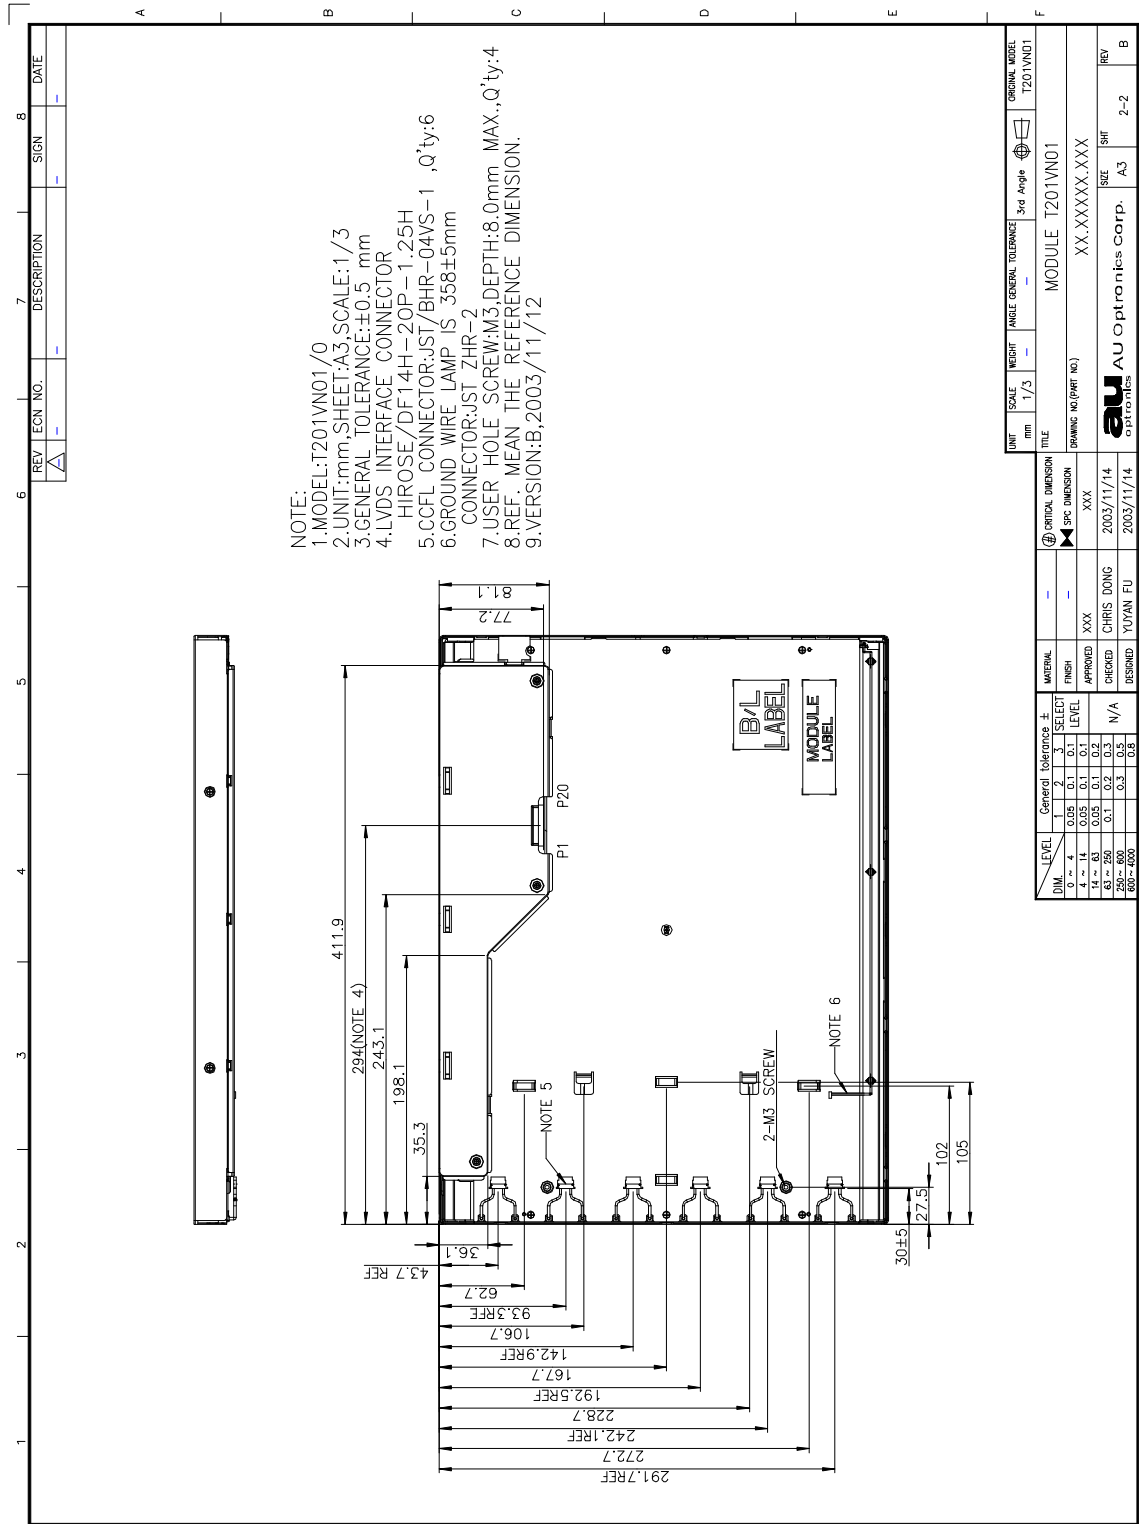 8
7
6
5
4
3
2
1
A
B
C
D
E
F
REV ECN NO. DESCRIPTION SIGN DATE
– – – – –
NOTE:
1.MODEL:T201VN01/0
2.UNIT:mm,SHEET:A3,SCALE:1/3
3.GENERAL TOLERANCE:±0.5 mm
4.LVDS INTERFACE CONNECTOR
HIROSE/DF14H-20P-1.25H
5.CCFL CONNECTOR:JST/BHR-04VS-1 ,Q'ty:6
6.GROUND WIRE LAMP IS 358±5mm
CONNECTOR:JST ZHR-2
7.USER HOLE SCREW:M3,DEPTH:8.0mm MAX.,Q'ty:4
8.REF. MEAN THE REFERENCE DIMENSION.
9.VERSION:B,2003/11/12
411.9
294(NOTE 4)
243.1
198.1
35.3
81.1
77.2
P1
P20
B/L
LABEL
MODULE
LABEL
NOTE 5
2-M3 SCREW
NOTE 6
36.1
43.7 REF
62.7
93.3RFE
106.7
142.9REF
167.7
192.5REF
228.7
242.1REF
272.7
291.7REF
30±5
27.5
102
105
LEVEL
DIM.
General tolerance ±
1 2 3
SELECT
LEVEL
0 ~ 4 0.05 0.1 0.1
4 ~ 14 0.05 0.1 0.1
14 ~ 63 0.05 0.1 0.2
63 ~ 250 0.1 0.2 0.3
250 ~ 600 0.3 0.5
600 ~ 4000 0.8
N/A
MATERIAL –
FINISH –
APPROVED XXX XXX
CHECKED CHRIS DONG 2003/11/14
DESIGNED YUYAN FU 2003/11/14
CRITICAL DIMENSION
SPC DIMENSION
UNIT mm
SCALE 1/3
WEIGHT –
ANGLE GENERAL TOLERANCE –
3rd Angle
ORIGINAL MODEL T201VN01
TITLE
MODULE T201VN01
DRAWING NO.(PART NO.)
XX.XXXXX.XXX
au
optronics
AU Optronics Corp.
SIZE A3
SHT 2-2
REV B